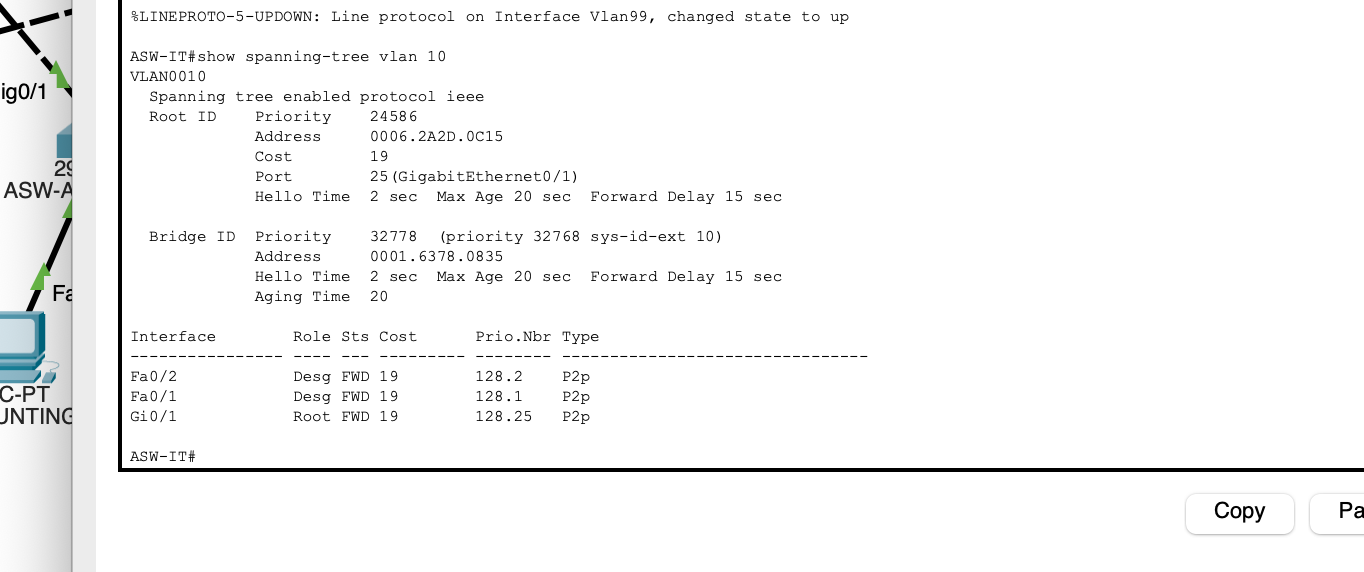 %LINEPROTO-5-UPDOWN: Line protocol on Interface Vlan99, changed state to up
ASW-IT#show spanning-tree vlan 10
VLAN0010
Spanning tree enabled protocol ieee
Root ID Priority 24586
Address 0006.2A2D.0C15
Cost 19
Port 25(GigabitEthernet0/1)
Hello Time 2 sec Max Age 20 sec Forward Delay 15 sec
Bridge ID Priority 32778 (priority 32768 sys-id-ext 10)
Address 0001.6378.0835
Hello Time 2 sec Max Age 20 sec Forward Delay 15 sec
Aging Time 20
Interface Role Sts Cost Prio.Nbr Type
---------------- ---- --- --------- -------- --------------------------------
Fa0/2 Desg FWD 19 128.2 P2p
Fa0/1 Desg FWD 19 128.1 P2p
Gi0/1 Root FWD 19 128.25 P2p
ASW-IT#
ig0/1
29
ASW-A
Fa
C-PT
UNTING
Copy
Pa